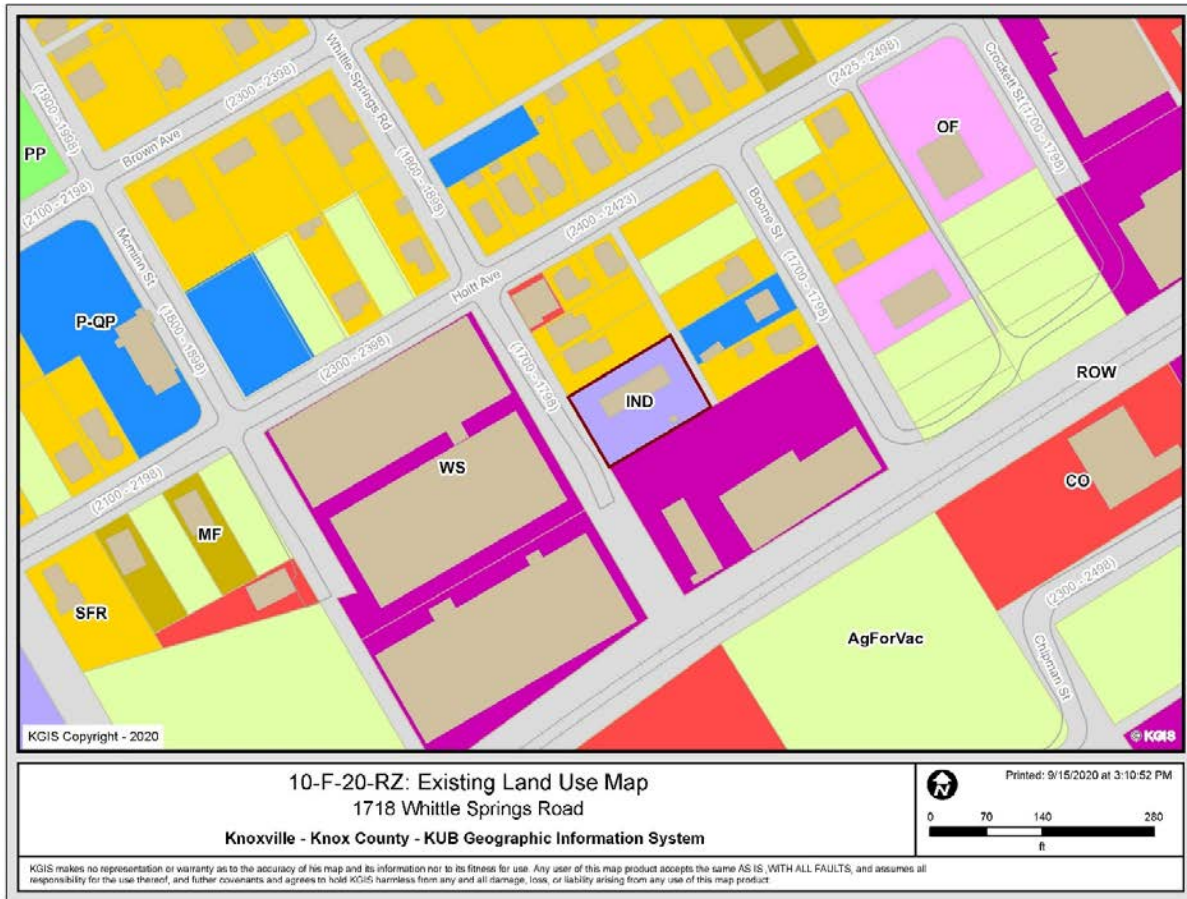 (1900 - 1998)
PP
(2100 - 2198)
Brown Ave
(2300 - 2398)
Whittle Springs Rd
(1800 - 1898)
(2425 - 2498)
Crockett St
(1700 - 1798)
OF
Mcminn St
(1800 - 1898)
P-QP
Hoitt Ave
(2400 - 2423)
(2300 - 2398)
Boone St
(1700 - 1798)
(1700 - 1798)
IND
ROW
WS
CO
(2100 - 2198)
MF
SFR
AgForVac
(2300 - 2498)
Chipman St
KGIS Copyright - 2020
© KGIS
10-F-20-RZ: Existing Land Use Map
1718 Whittle Springs Road
Knoxville - Knox County - KUB Geographic Information System
N
Printed: 9/15/2020 at 3:10:52 PM
0 70 140 280
ft
KGIS makes no representation or warranty as to the accuracy of his map and its information nor to its fitness for use. Any user of this map product accepts the same AS IS ,WITH ALL FAULTS, and assumes all
responsibility for the use thereof, and futher covenants and agrees to hold KGIS harmless from any and all damage, loss, or liability arising from any use of this map product.